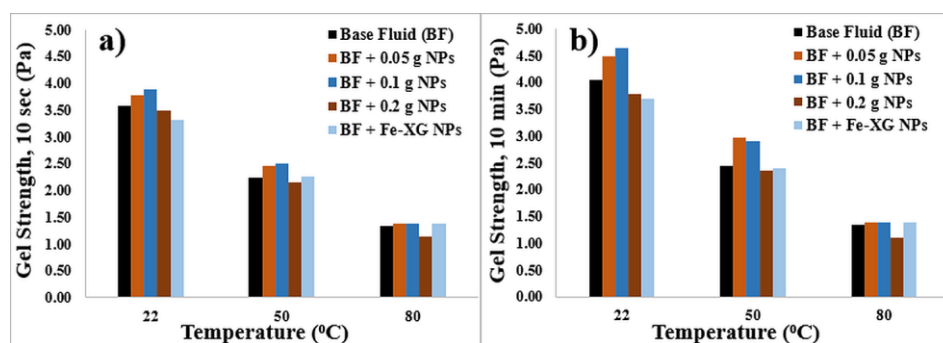 a)
Gel Strength, 10 sec (Pa)
5.00
4.50
4.00
3.50
3.00
2.50
2.00
1.50
1.00
0.50
0.00
Base Fluid (BF)
BF + 0.05 g NPs
BF + 0.1 g NPs
BF + 0.2 g NPs
BF + Fe-XG NPs
22 50 80
Temperature (⁰C)
b)
Gel Strength, 10 min (Pa)
5.00
4.50
4.00
3.50
3.00
2.50
2.00
1.50
1.00
0.50
0.00
Base Fluid (BF)
BF + 0.05 g NPs
BF + 0.1 g NPs
BF + 0.2 g NPs
BF + Fe-XG NPs
22 50 80
Temperature (⁰C)